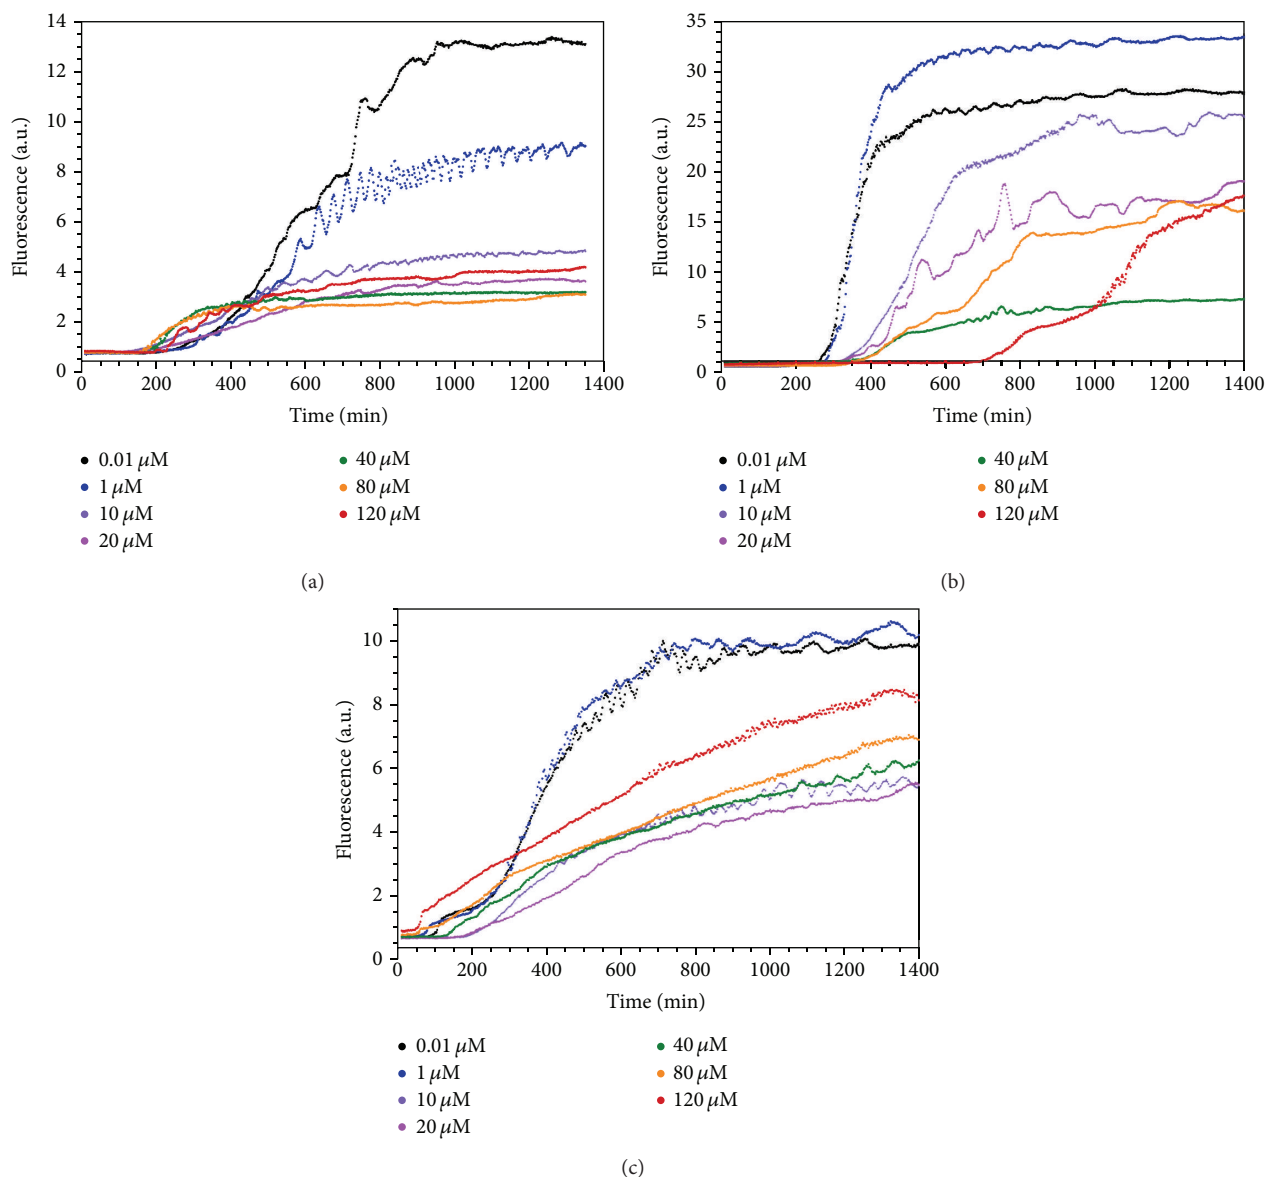 14
12
10
8
6
4
2
0
Fluorescence (a.u.)
0 200 400 600 800 1000 1200 1400
Time (min)
0.01 μM
1 μM
10 μM
20 μM
40 μM
80 μM
120 μM
(a)
35
30
25
20
15
10
5
0
Fluorescence (a.u.)
0 200 400 600 800 1000 1200 1400
Time (min)
0.01 μM
1 μM
10 μM
20 μM
40 μM
80 μM
120 μM
(b)
10
8
6
4
2
0
Fluorescence (a.u.)
0 200 400 600 800 1000 1200 1400
Time (min)
0.01 μM
1 μM
10 μM
20 μM
40 μM
80 μM
120 μM
(c)